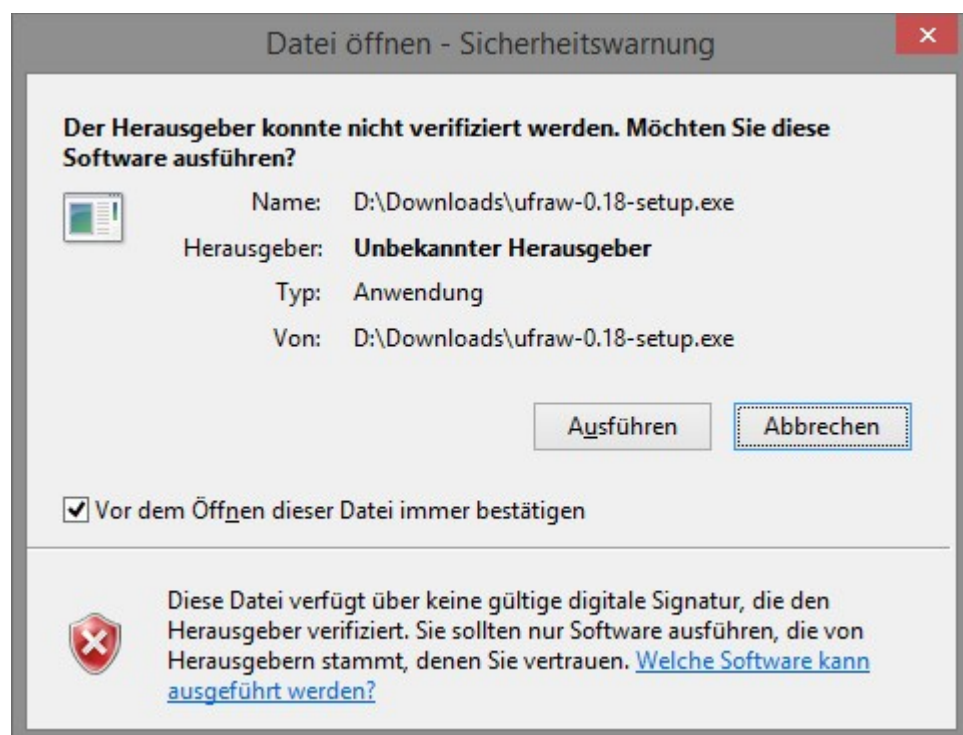 Datei öffnen - Sicherheitswarnung
Der Herausgeber konnte nicht verifiziert werden. Möchten Sie diese
Software ausführen?
Name: D:\Downloads\ufraw-0.18-setup.exe
Herausgeber: Unbekannter Herausgeber
Typ: Anwendung
Von: D:\Downloads\ufraw-0.18-setup.exe
Ausführen Abbrechen
Vor dem Öffnen dieser Datei immer bestätigen
Diese Datei verfügt über keine gültige digitale Signatur, die den
Herausgeber verifiziert. Sie sollten nur Software ausführen, die von
Herausgebern stammt, denen Sie vertrauen. Welche Software kann
ausgeführt werden?